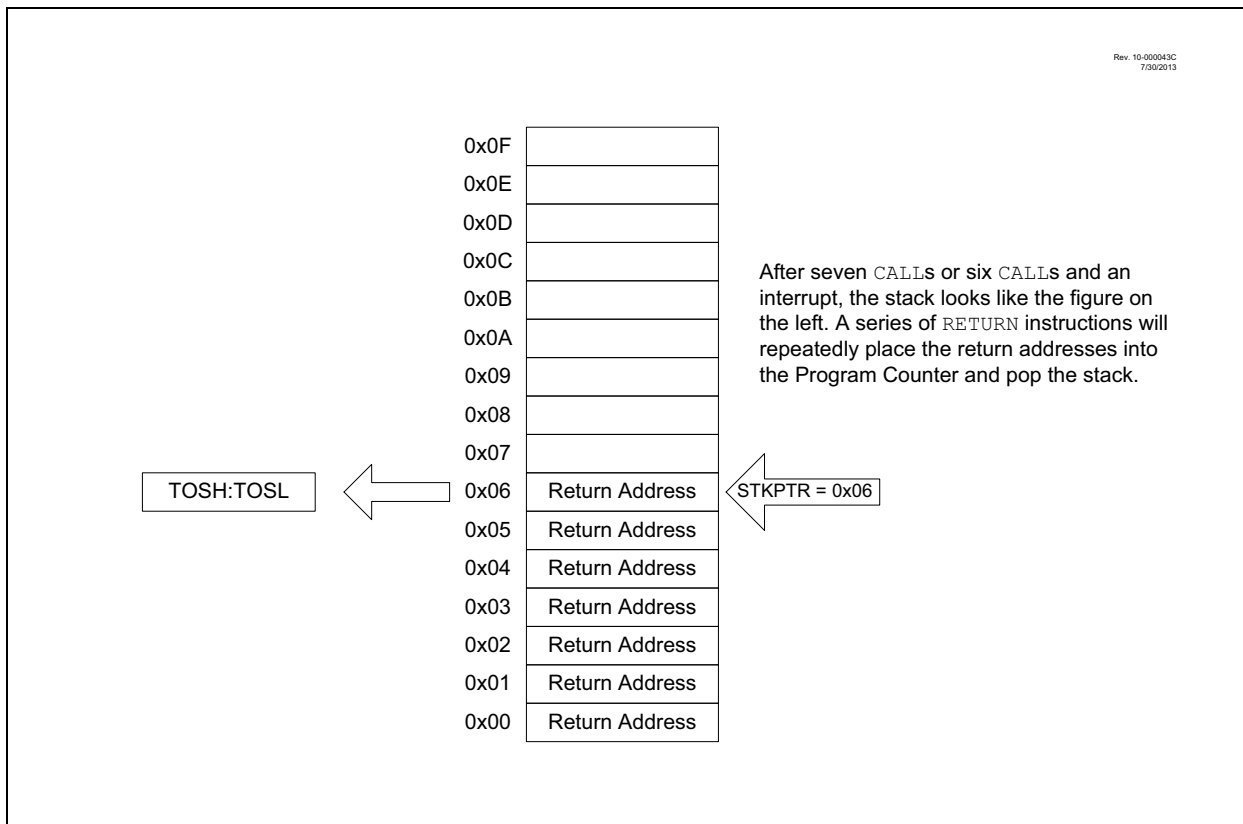 Rev. 10-000043C
7/30/2013
0x0F
0x0E
0x0D
0x0C
0x0B
0x0A
0x09
0x08
0x07
After seven CALLs or six CALLs and an
interrupt, the stack looks like the figure on
the left. A series of RETURN instructions will
repeatedly place the return addresses into
the Program Counter and pop the stack.
TOSH:TOSL
0x06 Return Address
STKPTR = 0x06
0x05 Return Address
0x04 Return Address
0x03 Return Address
0x02 Return Address
0x01 Return Address
0x00 Return Address